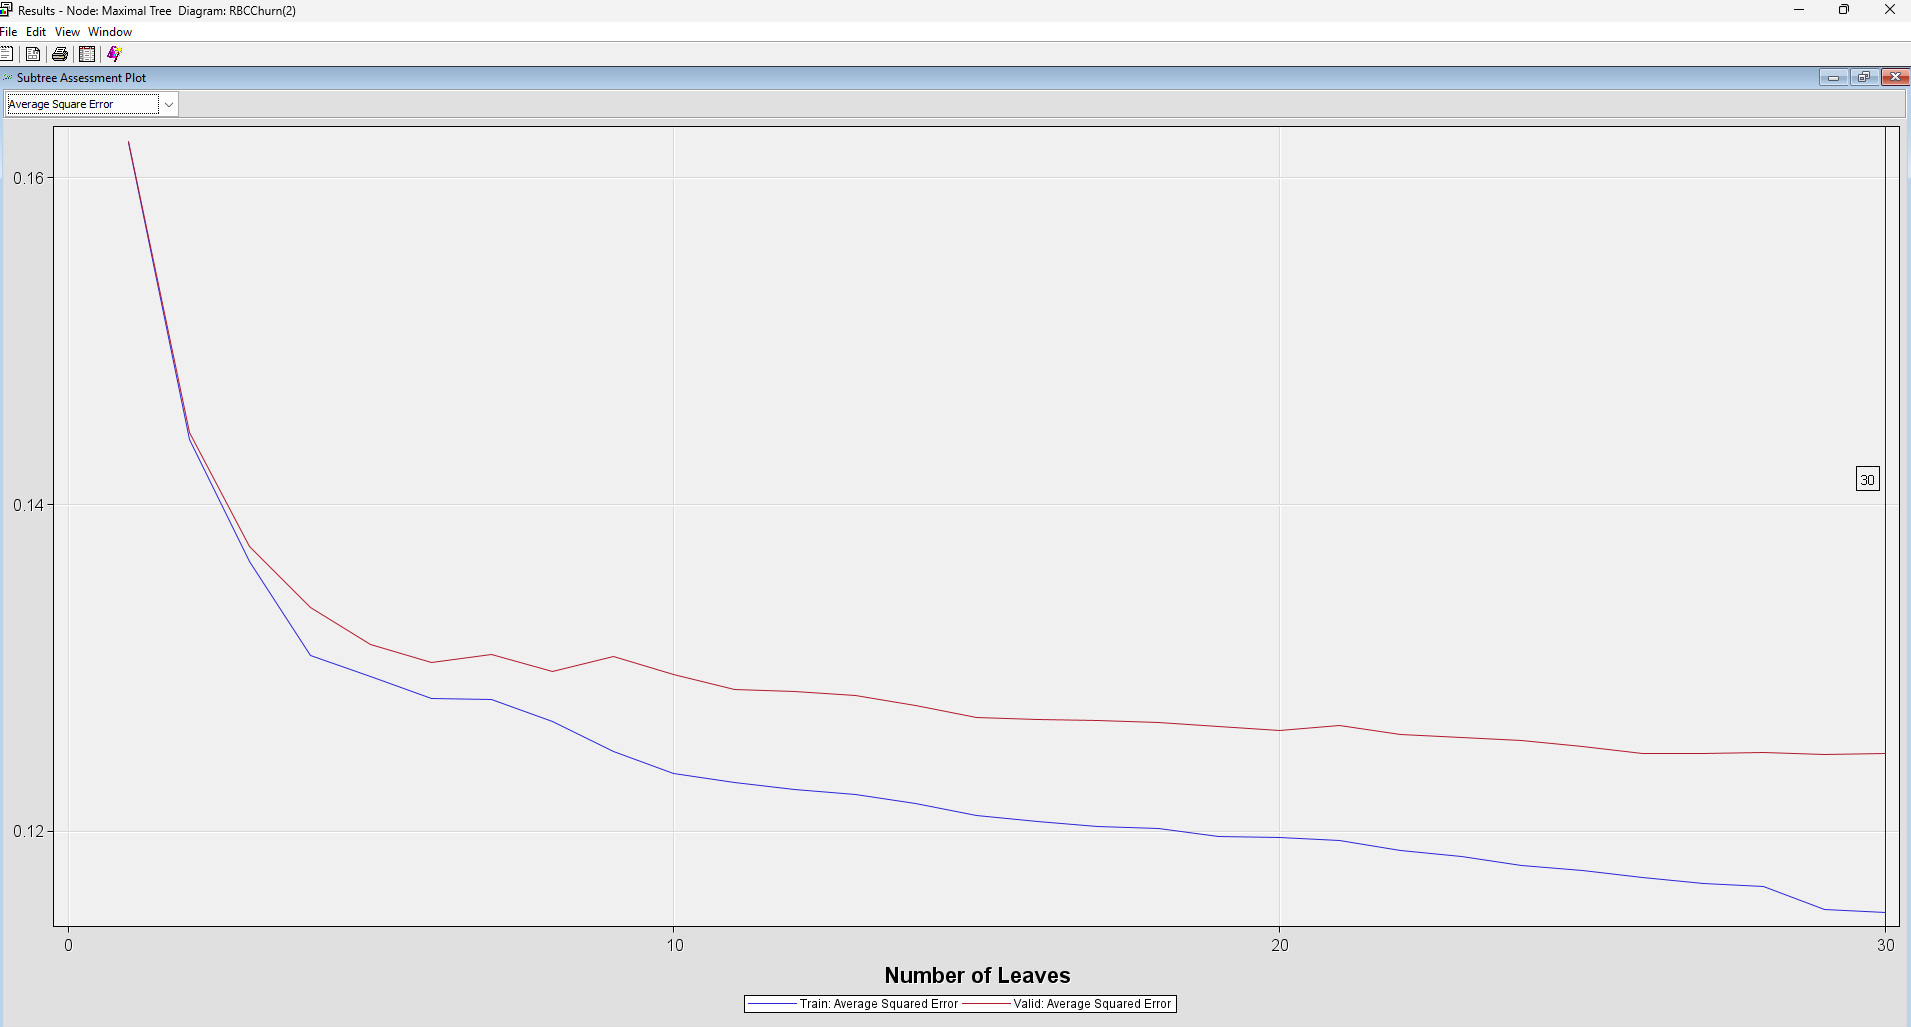 Results - Node: Maximal Tree  Diagram: RBCChurn(2)
File Edit View Window
Subtree Assessment Plot
Average Square Error
0.16
0.14
0.12
30
0 10 20 30
Number of Leaves
Train: Average Squared Error Valid: Average Squared Error